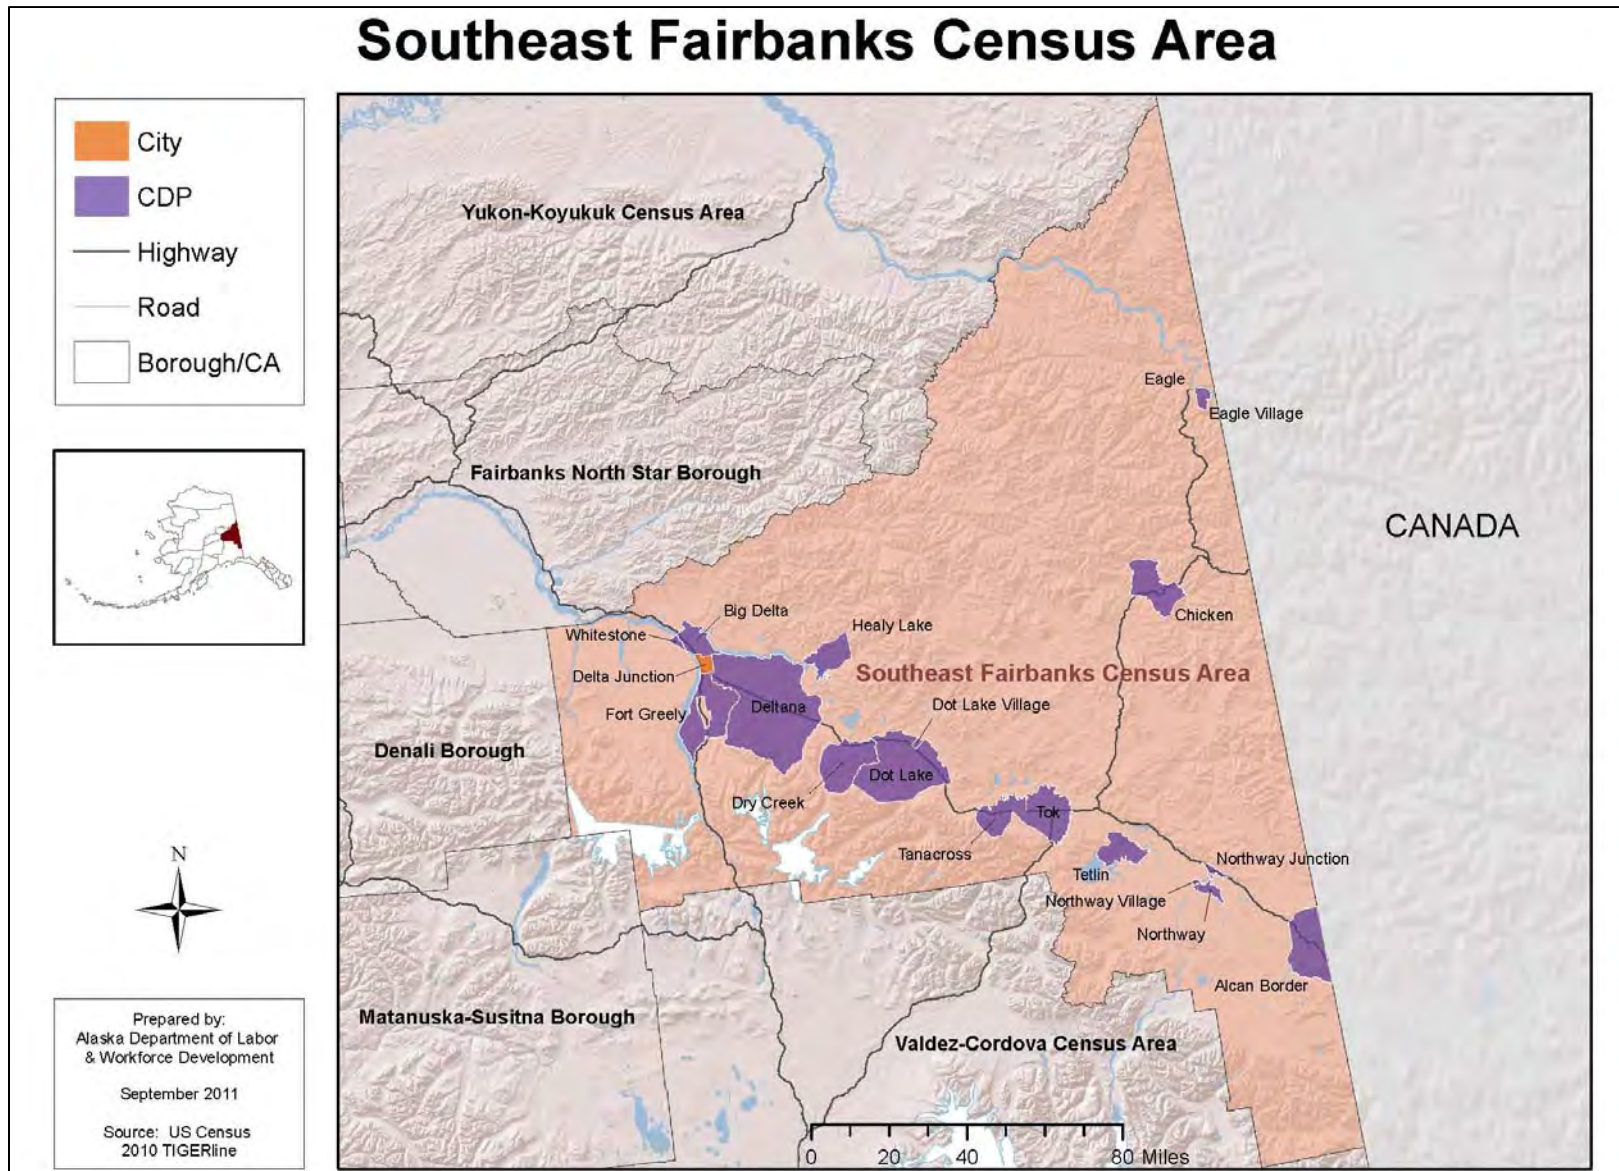 Southeast Fairbanks Census Area
City
CDP
Highway
Road
Borough/CA
N
Prepared by:
Alaska Department of Labor
& Workforce Development
September 2011
Source: US Census
2010 TIGERline
Yukon-Koyukuk Census Area
Eagle
Eagle Village
Fairbanks North Star Borough
CANADA
Big Delta
Chicken
Healy Lake
Whitestone
Southeast Fairbanks Census Area
Delta Junction
Dot Lake Village
Deltana
Fort Greely
Denali Borough
Dot Lake
Dry Creek
Tok
Tanacross
Northway Junction
Tetlin
Northway Village
Northway
Alcan Border
Matanuska-Susitna Borough
Valdez-Cordova Census Area
0 20 40 80 Miles